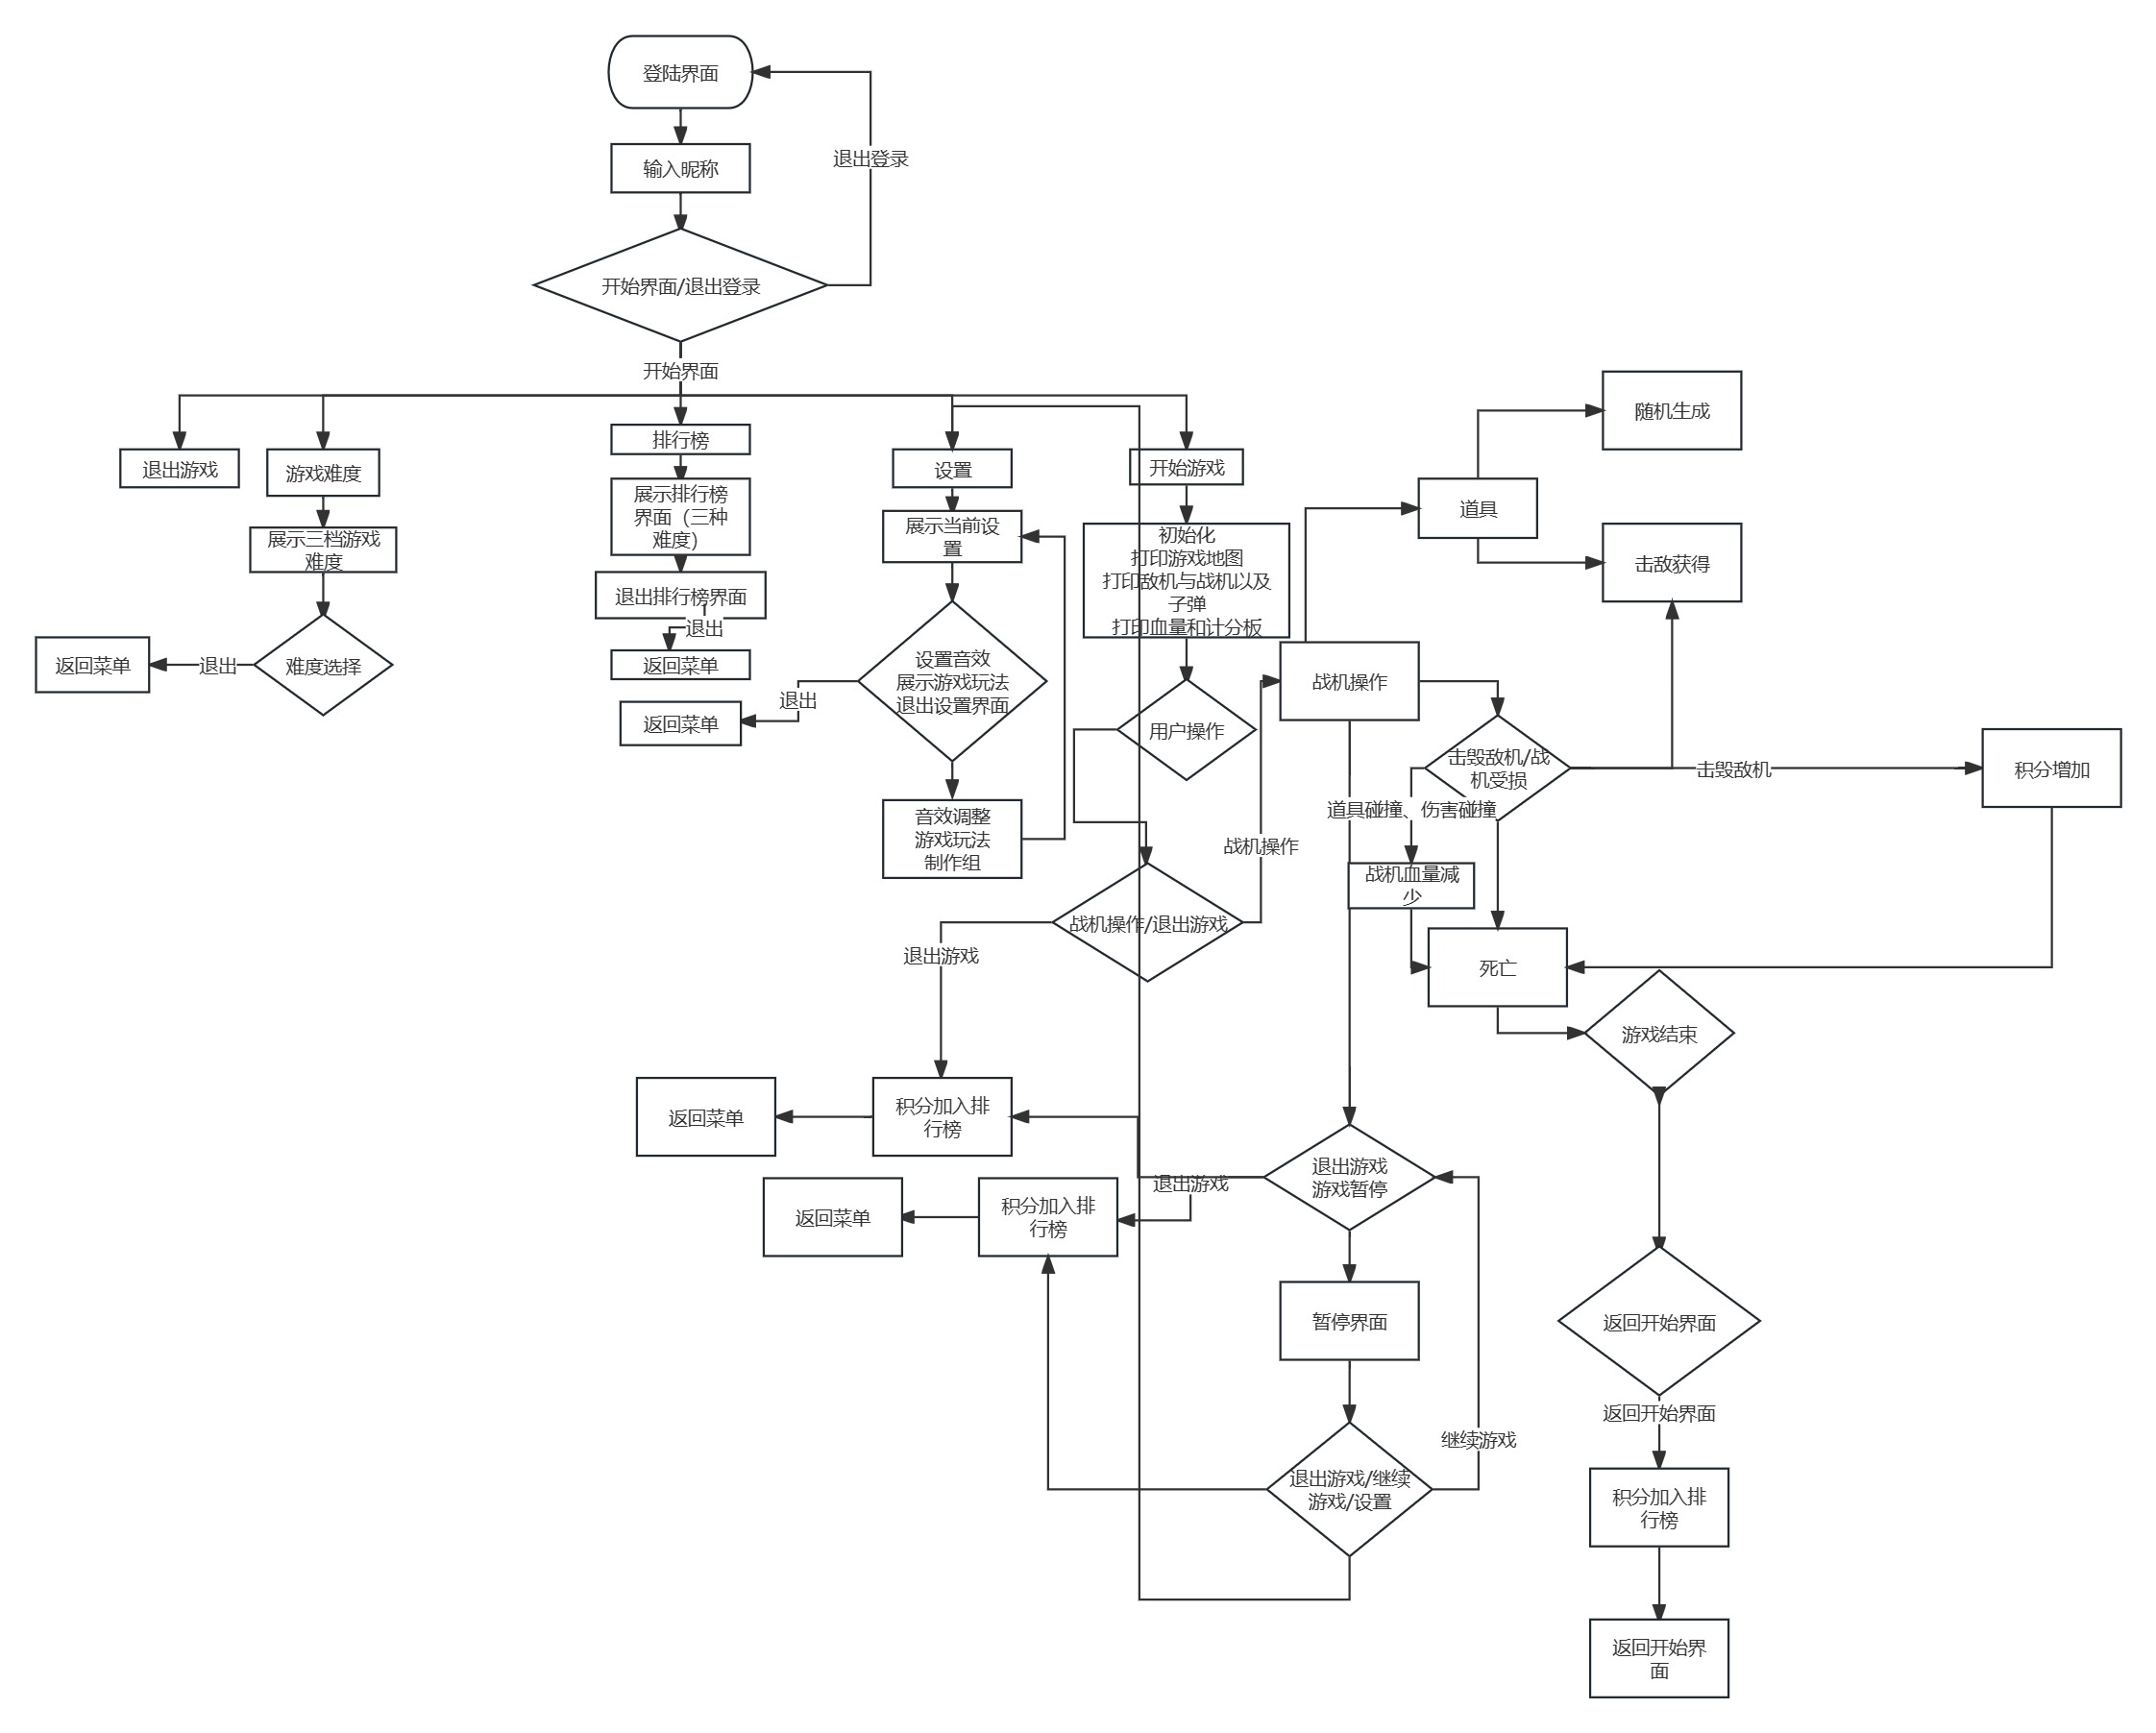 登陆界面
退出登录
输入昵称
开始界面/退出登录
开始界面
随机生成
排行榜
退出游戏
游戏难度
设置
开始游戏
展示排行榜
界面（三种
难度）
道具
展示当前设
置
展示三档游戏
难度
初始化
打印游戏地图
打印敌机与战机以及
子弹
打印血量和计分板
击敌获得
退出排行榜界面
退出
返回菜单
返回菜单
退出
难度选择
设置音效
展示游戏玩法
退出设置界面
退出
返回菜单
战机操作
用户操作
击毁敌机/战
机受损
击毁敌机
积分增加
道具碰撞、伤害碰撞
音效调整
游戏玩法
制作组
战机操作
战机血量减
少
战机操作/退出游戏
退出游戏
死亡
游戏结束
返回菜单
积分加入排
行榜
退出游戏
游戏暂停
退出游戏
返回菜单
积分加入排
行榜
暂停界面
返回开始界面
返回开始界面
继续游戏
退出游戏/继续
游戏/设置
积分加入排
行榜
返回开始界
面